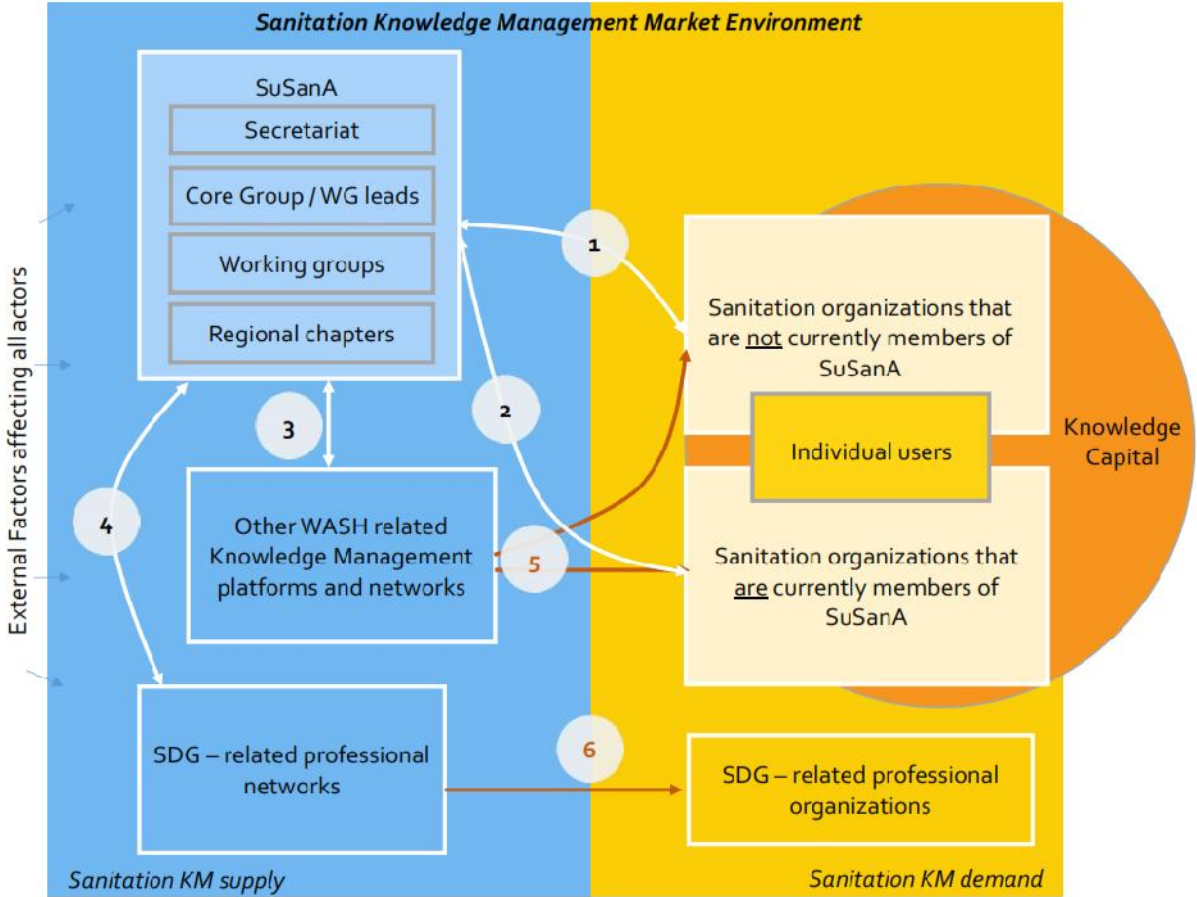 Sanitation Knowledge Management Market Environment
SuSanA
Secretariat
Core Group / WG leads
Working groups
Regional chapters
External Factors affecting all actors
1
2
3
4
5
6
Sanitation organizations that
are not currently members of
SuSanA
Individual users
Knowledge
Capital
Other WASH related
Knowledge Management
platforms and networks
Sanitation organizations that
are currently members of
SuSanA
SDG – related professional
networks
SDG – related professional
organizations
Sanitation KM supply
Sanitation KM demand